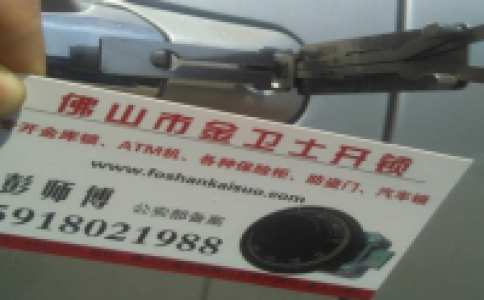 佛山市金卫士开锁
开金库锁、ATM机、各种保险柜、防盗门、汽车锁
www.foshankaisuo.com
彭师傅 公安部备案
5918021988